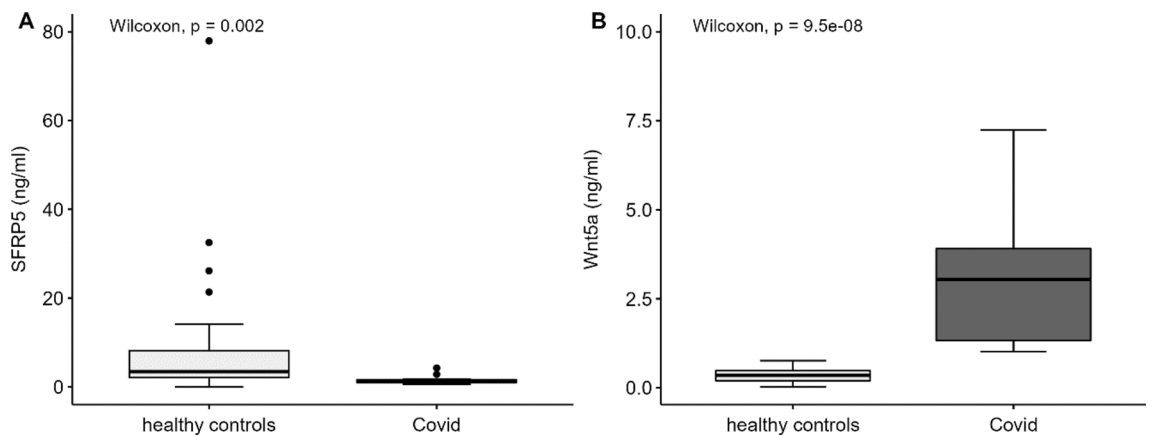 A
Wilcoxon, p = 0.002
80
60
40
20
0
SFRP5 (ng/ml)
healthy controls
Covid
B
Wilcoxon, p = 9.5e-08
10.0
7.5
5.0
2.5
0.0
Wnt5a (ng/ml)
healthy controls
Covid